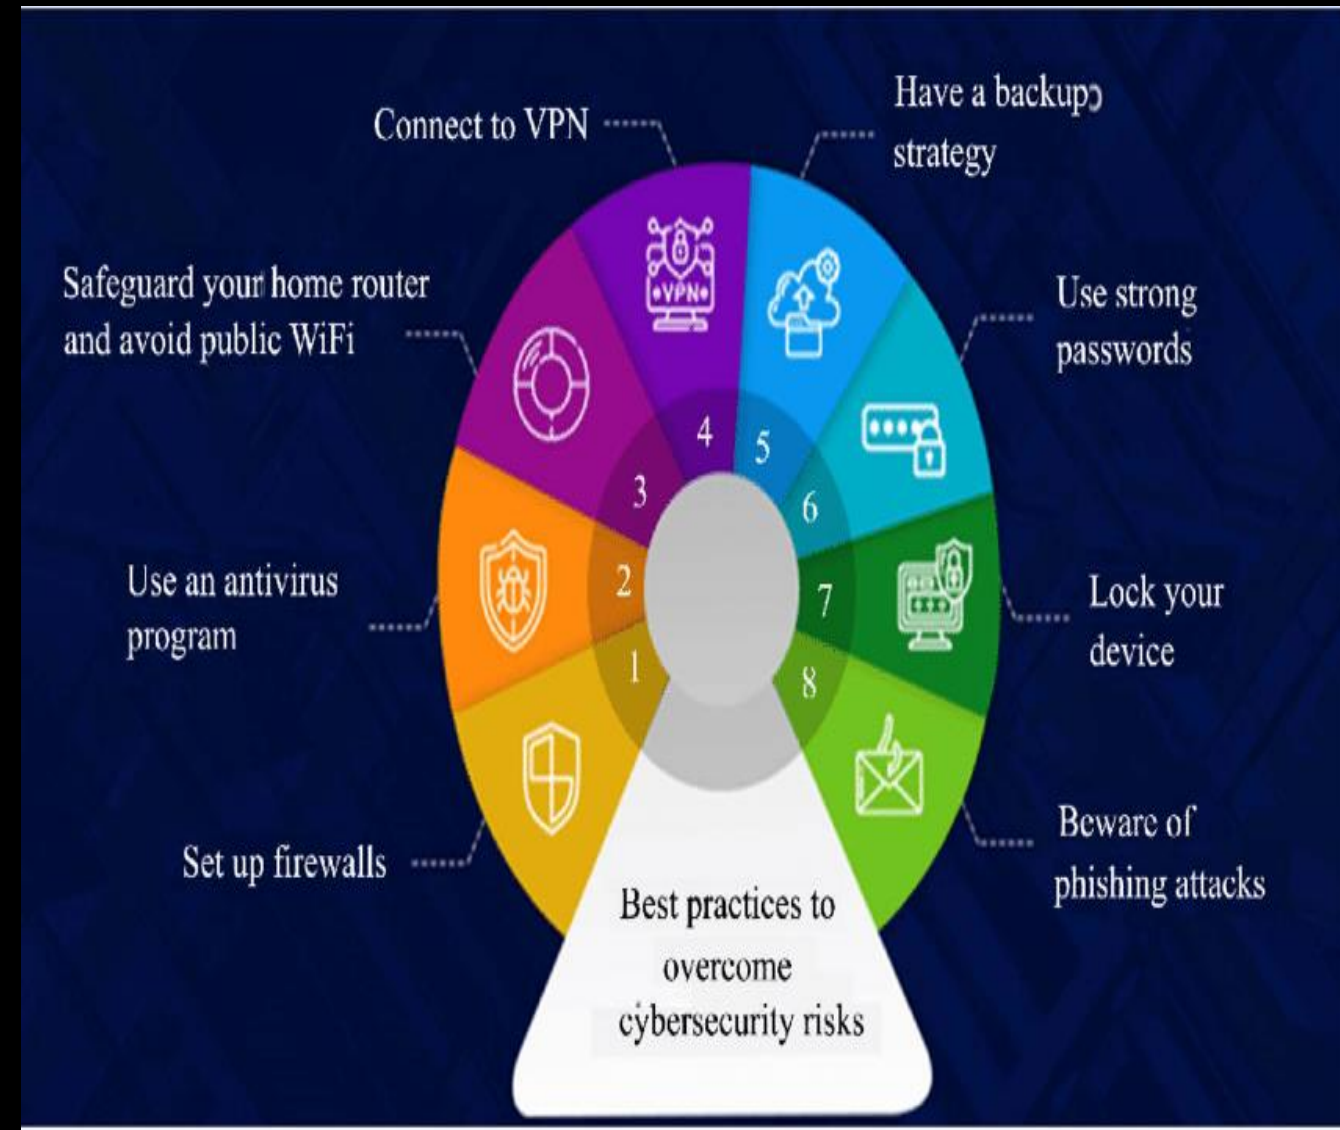 Connect to VPN
Have a backup
strategy
Safeguard your home router
and avoid public WiFi
Use strong
passwords
Use an antivirus
program
Lock your
device
Set up firewalls
Beware of
phishing attacks
•VPN•
1
2
3
4
5
6
7
8
Best practices to
overcome
cybersecurity risks